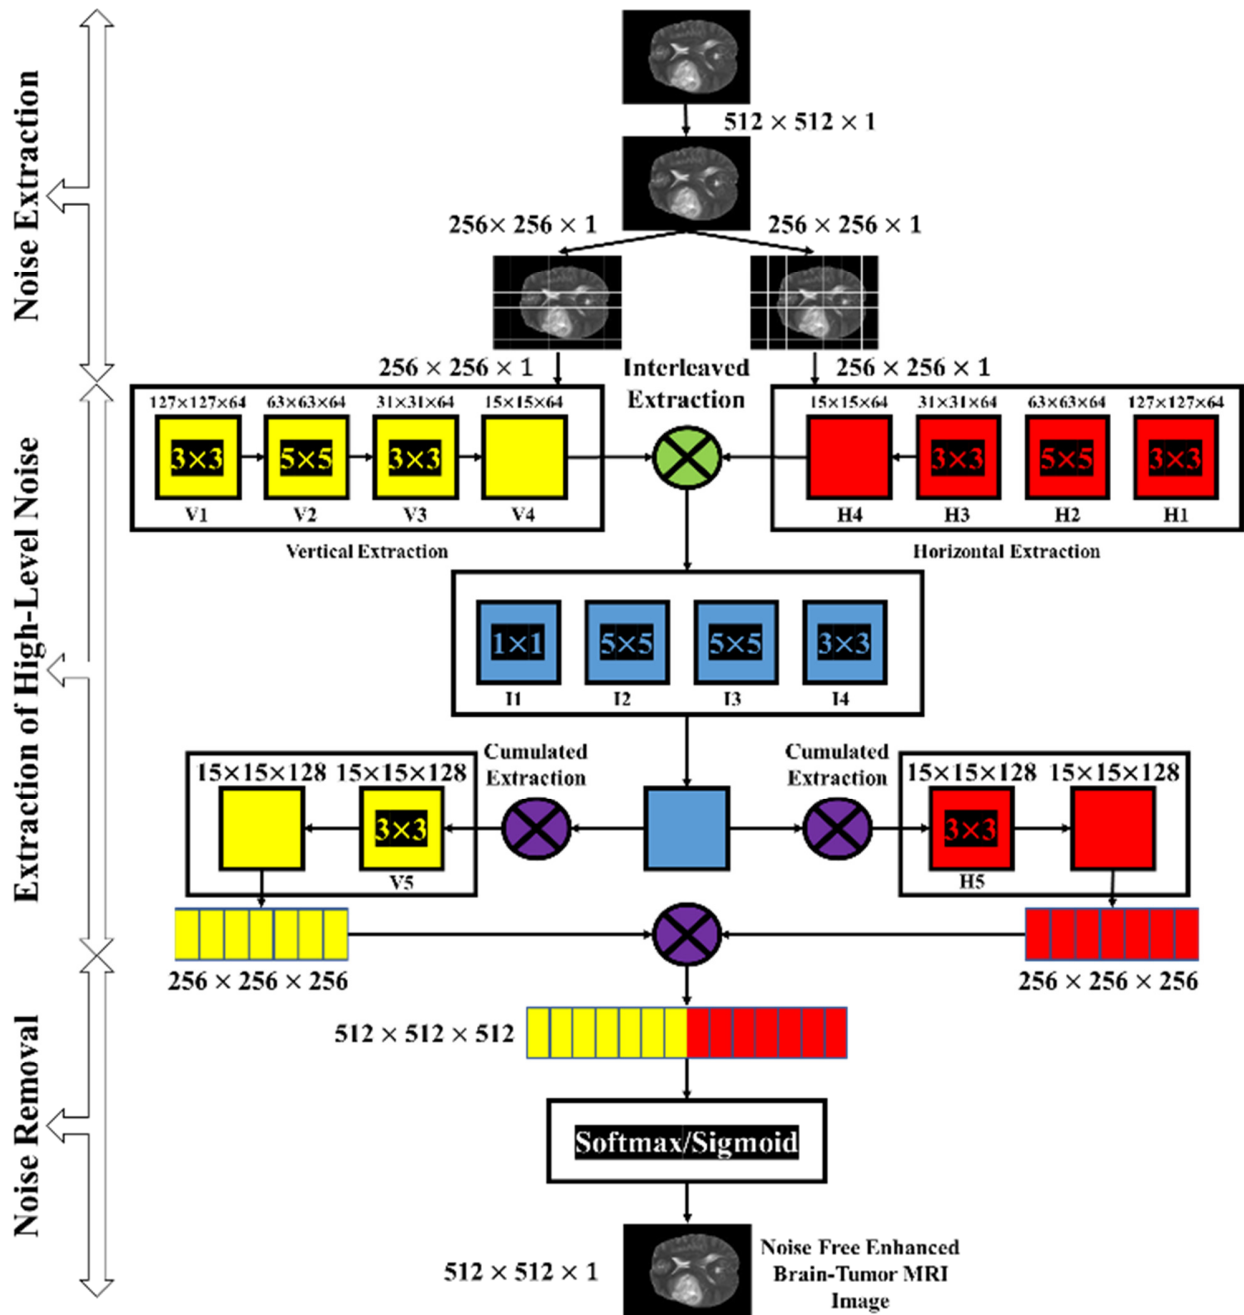 Noise Extraction
512 × 512 × 1
256× 256 × 1
256 × 256 × 1
256 × 256 × 1
Interleaved
Extraction
256 × 256 × 1
Extraction of High-Level Noise
127×127×64 63×63×64 31×31×64 15×15×64
3×3 5×5 3×3
V1 V2 V3 V4
Vertical Extraction
15×15×64 31×31×64 63×63×64 127×127×64
3×3 5×5 3×3
H4 H3 H2 H1
Horizontal Extraction
1×1 5×5 5×5 3×3
I1 I2 I3 I4
15×15×128 15×15×128
3×3
V5
Cumulated
Extraction
Cumulated
Extraction
15×15×128 15×15×128
3×3
H5
256 × 256 × 256
256 × 256 × 256
Noise Removal
512 × 512 × 512
Softmax/Sigmoid
512 × 512 × 1
Noise Free Enhanced
Brain-Tumor MRI
Image